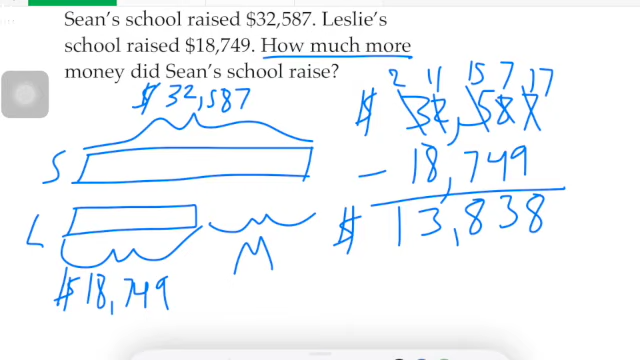 Sean's school raised $32,587. Leslie's
school raised $18,749. How much more
money did Sean's school raise?
$32,587
S
L
M
$18,749
2 11 15 7 17
$ 32,587
- 18,749
$ 13,838